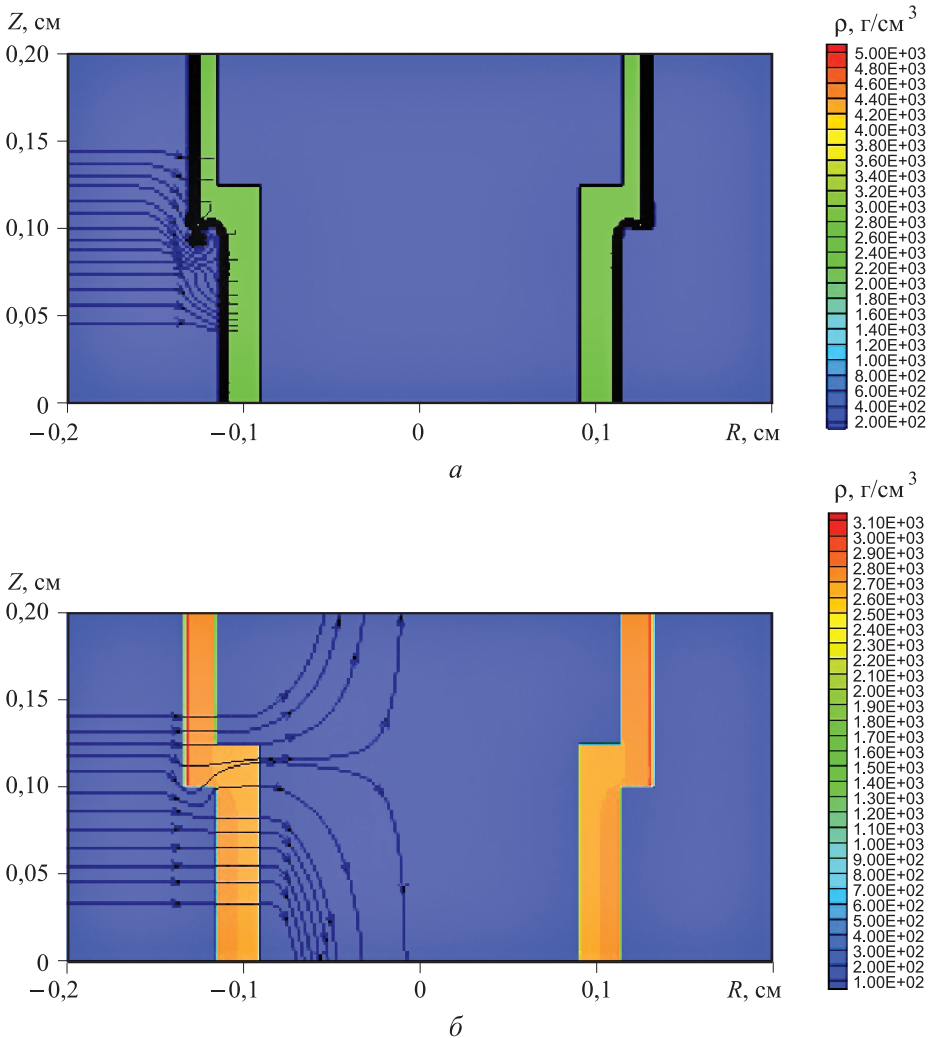 Z, см
ρ, г/см³
0,20
0,15
0,10
0,05
0
−0,2
−0,1
0
0,1
R, см
5.00E+03
4.80E+03
4.60E+03
4.40E+03
4.20E+03
4.00E+03
3.80E+03
3.60E+03
3.40E+03
3.20E+03
3.00E+03
2.80E+03
2.60E+03
2.40E+03
2.20E+03
2.00E+03
1.80E+03
1.60E+03
1.40E+03
1.20E+03
1.00E+03
8.00E+02
6.00E+02
4.00E+02
2.00E+02
а
Z, см
ρ, г/см³
0,20
0,15
0,10
0,05
0
−0,2
−0,1
0
0,1
R, см
3.10E+03
3.00E+03
2.90E+03
2.80E+03
2.70E+03
2.60E+03
2.50E+03
2.40E+03
2.30E+03
2.20E+03
2.10E+03
2.00E+03
1.90E+03
1.80E+03
1.70E+03
1.60E+03
1.50E+03
1.40E+03
1.30E+03
1.20E+03
1.10E+03
1.00E+03
9.00E+02
8.00E+02
7.00E+02
6.00E+02
5.00E+02
4.00E+02
3.00E+02
2.00E+02
1.00E+02
б